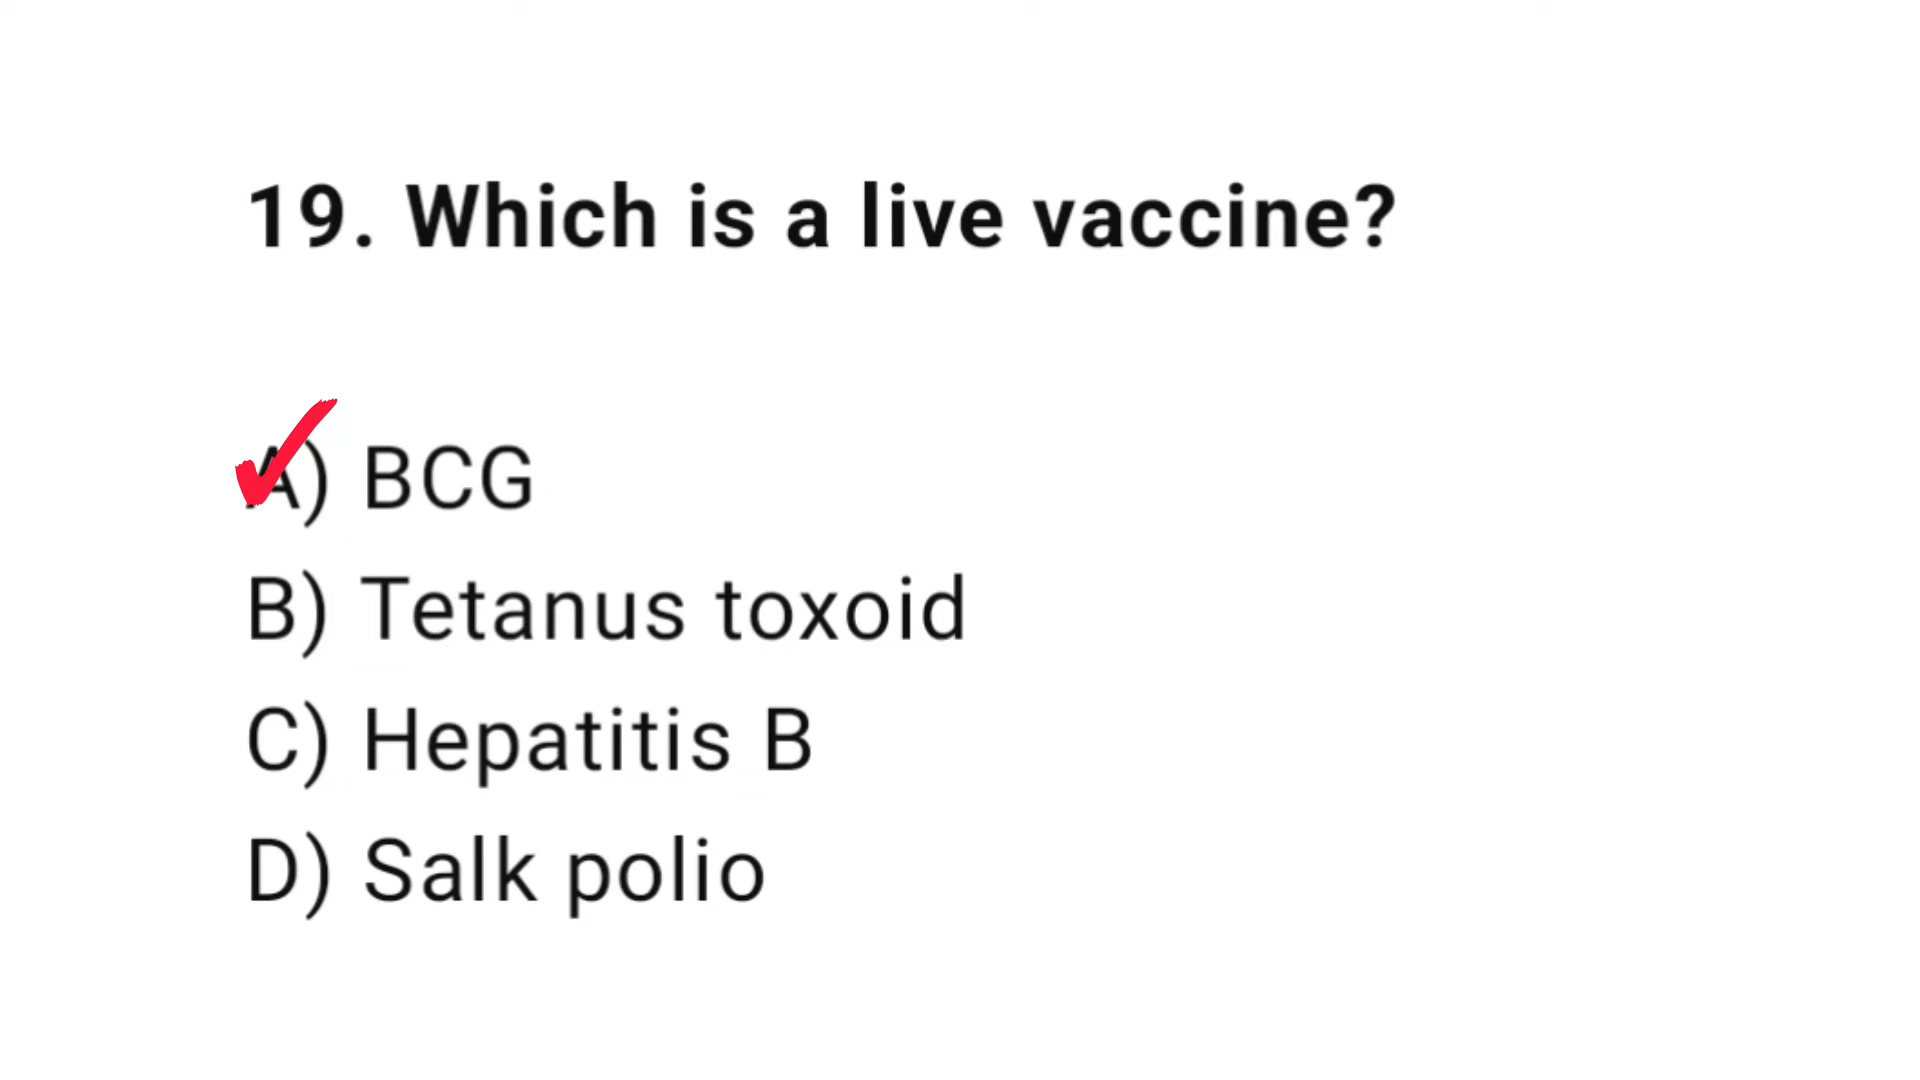 19. Which is a live vaccine?
A) BCG
B) Tetanus toxoid
C) Hepatitis B
D) Salk polio